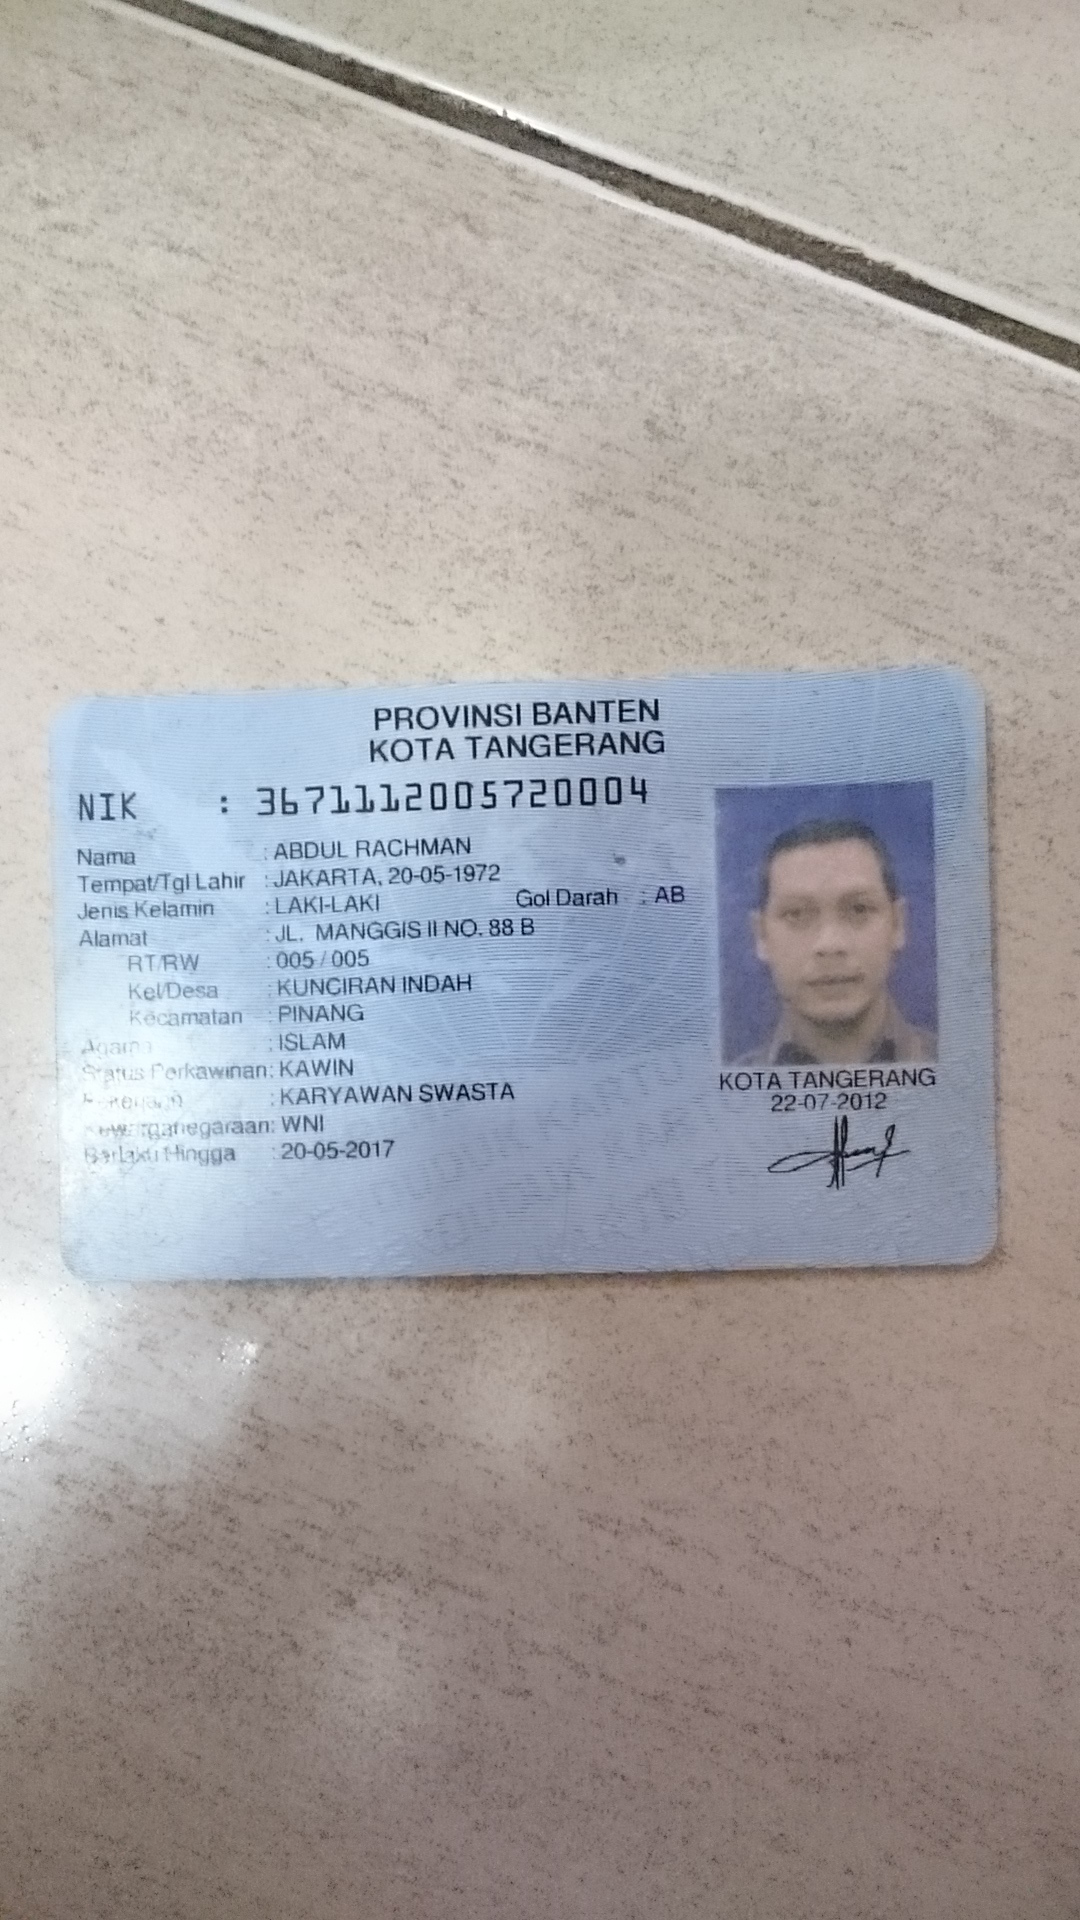 PROVINSI BANTEN
KOTA TANGERANG
NIK : 3671112005720004
Nama : ABDUL RACHMAN
Tempat/Tgl Lahir : JAKARTA, 20-05-1972
Jenis Kelamin : LAKI-LAKI Gol Darah : AB
Alamat : JL. MANGGIS II NO. 88 B
RT/RW : 005 / 005
Kel/Desa : KUNCIRAN INDAH
Kecamatan : PINANG
Agama : ISLAM
Status Perkawinan: KAWIN
Pekerjaan : KARYAWAN SWASTA
Kewarganegaraan: WNI
Berlaku Hingga : 20-05-2017
KOTA TANGERANG
22-07-2012